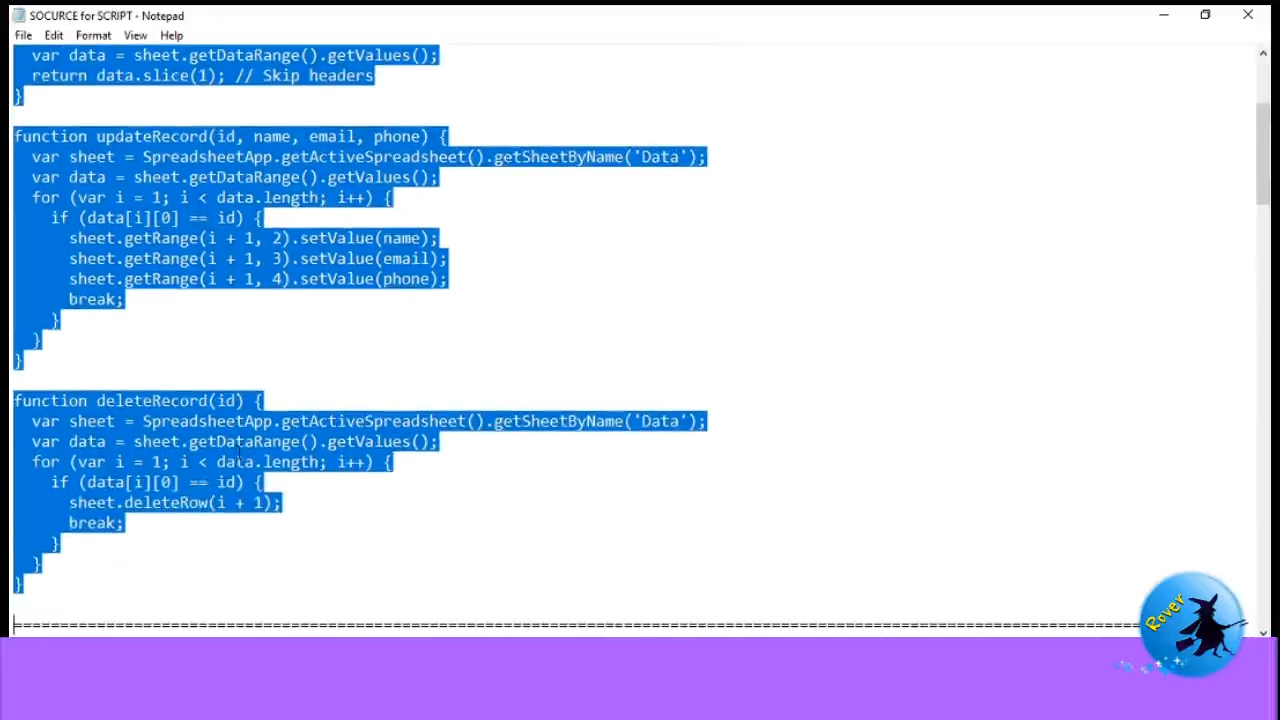 SOCURCE for SCRIPT - Notepad
File Edit Format View Help
var data = sheet.getDataRange().getValues();
return data.slice(1); // Skip headers
}
function updateRecord(id, name, email, phone) {
var sheet = SpreadsheetApp.getActiveSpreadsheet().getSheetByName('Data');
var data = sheet.getDataRange().getValues();
for (var i = 1; i < data.length; i++) {
if (data[i][0] == id) {
sheet.getRange(i + 1, 2).setValue(name);
sheet.getRange(i + 1, 3).setValue(email);
sheet.getRange(i + 1, 4).setValue(phone);
break;
}
}
}
function deleteRecord(id) {
var sheet = SpreadsheetApp.getActiveSpreadsheet().getSheetByName('Data');
var data = sheet.getDataRange().getValues();
for (var i = 1; i < data.length; i++) {
if (data[i][0] == id) {
sheet.deleteRow(i + 1);
break;
}
}
}
Rover